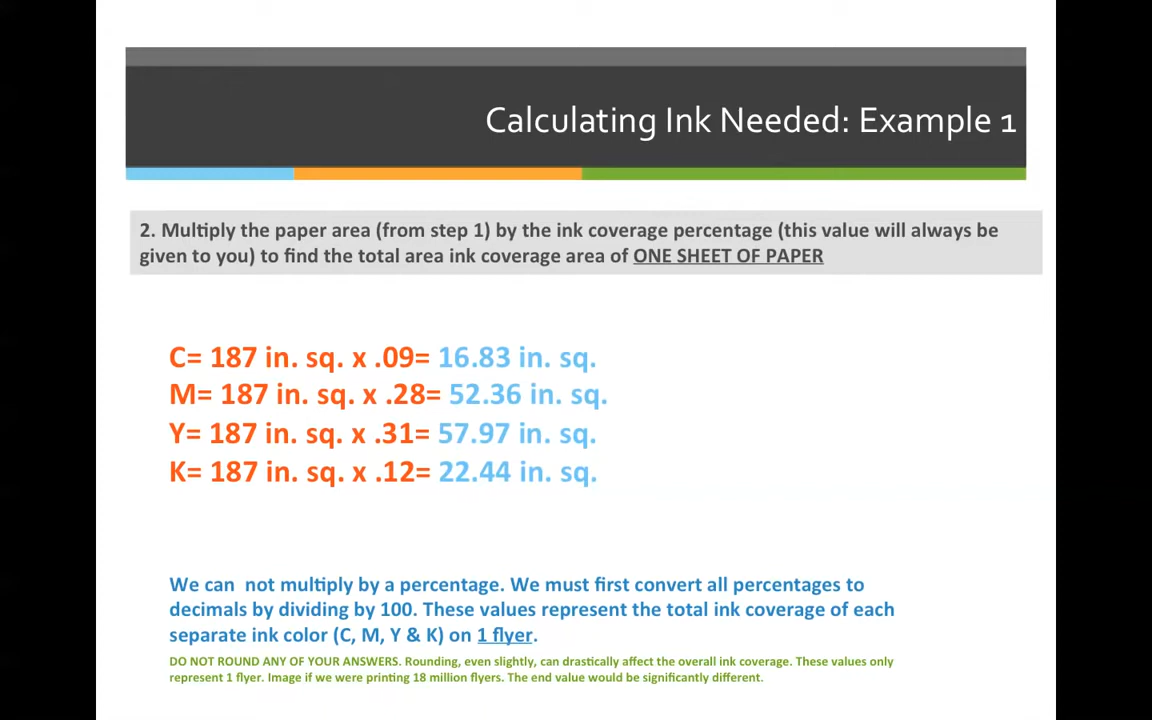 Calculating Ink Needed: Example 1
2. Multiply the paper area (from step 1) by the ink coverage percentage (this value will always be
given to you) to find the total area ink coverage area of ONE SHEET OF PAPER
C= 187 in. sq. x .09= 16.83 in. sq.
M= 187 in. sq. x .28= 52.36 in. sq.
Y= 187 in. sq. x .31= 57.97 in. sq.
K= 187 in. sq. x .12= 22.44 in. sq.
We can  not multiply by a percentage. We must first convert all percentages to
decimals by dividing by 100. These values represent the total ink coverage of each
separate ink color (C, M, Y & K) on 1 flyer.
DO NOT ROUND ANY OF YOUR ANSWERS. Rounding, even slightly, can drastically affect the overall ink coverage. These values only
represent 1 flyer. Image if we were printing 18 million flyers. The end value would be significantly different.